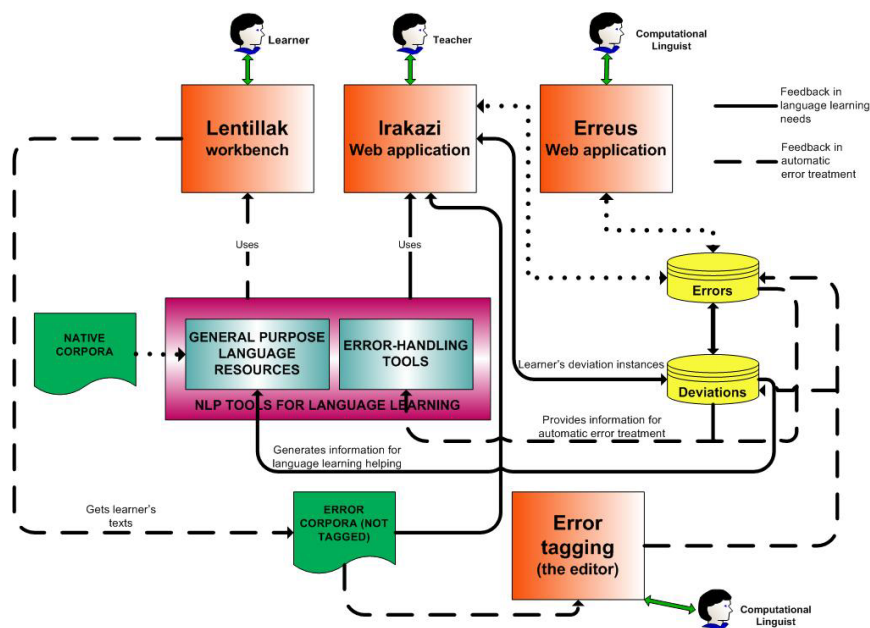 Learner
Teacher
Computational
Linguist
Lentillak
workbench
Irakazi
Web application
Erreus
Web application
Feedback in
language learning
needs
Feedback in
automatic
error treatment
Uses
Uses
Errors
NATIVE
CORPORA
GENERAL PURPOSE
LANGUAGE
RESOURCES
ERROR-HANDLING
TOOLS
NLP TOOLS FOR LANGUAGE LEARNING
Learner's deviation instances
Deviations
Provides information for
automatic error treatment
Generates information for
language learning helping
Gets learner's
texts
ERROR
CORPORA (NOT
TAGGED)
Error
tagging
(the editor)
Computational
Linguist